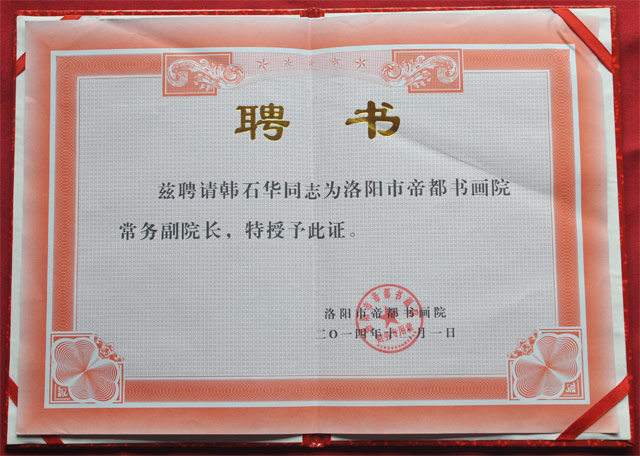 聘书
兹聘请韩石华同志为洛阳市帝都书画院
常务副院长，特授予此证。
洛阳市帝都书画院
二〇一四年十月一日